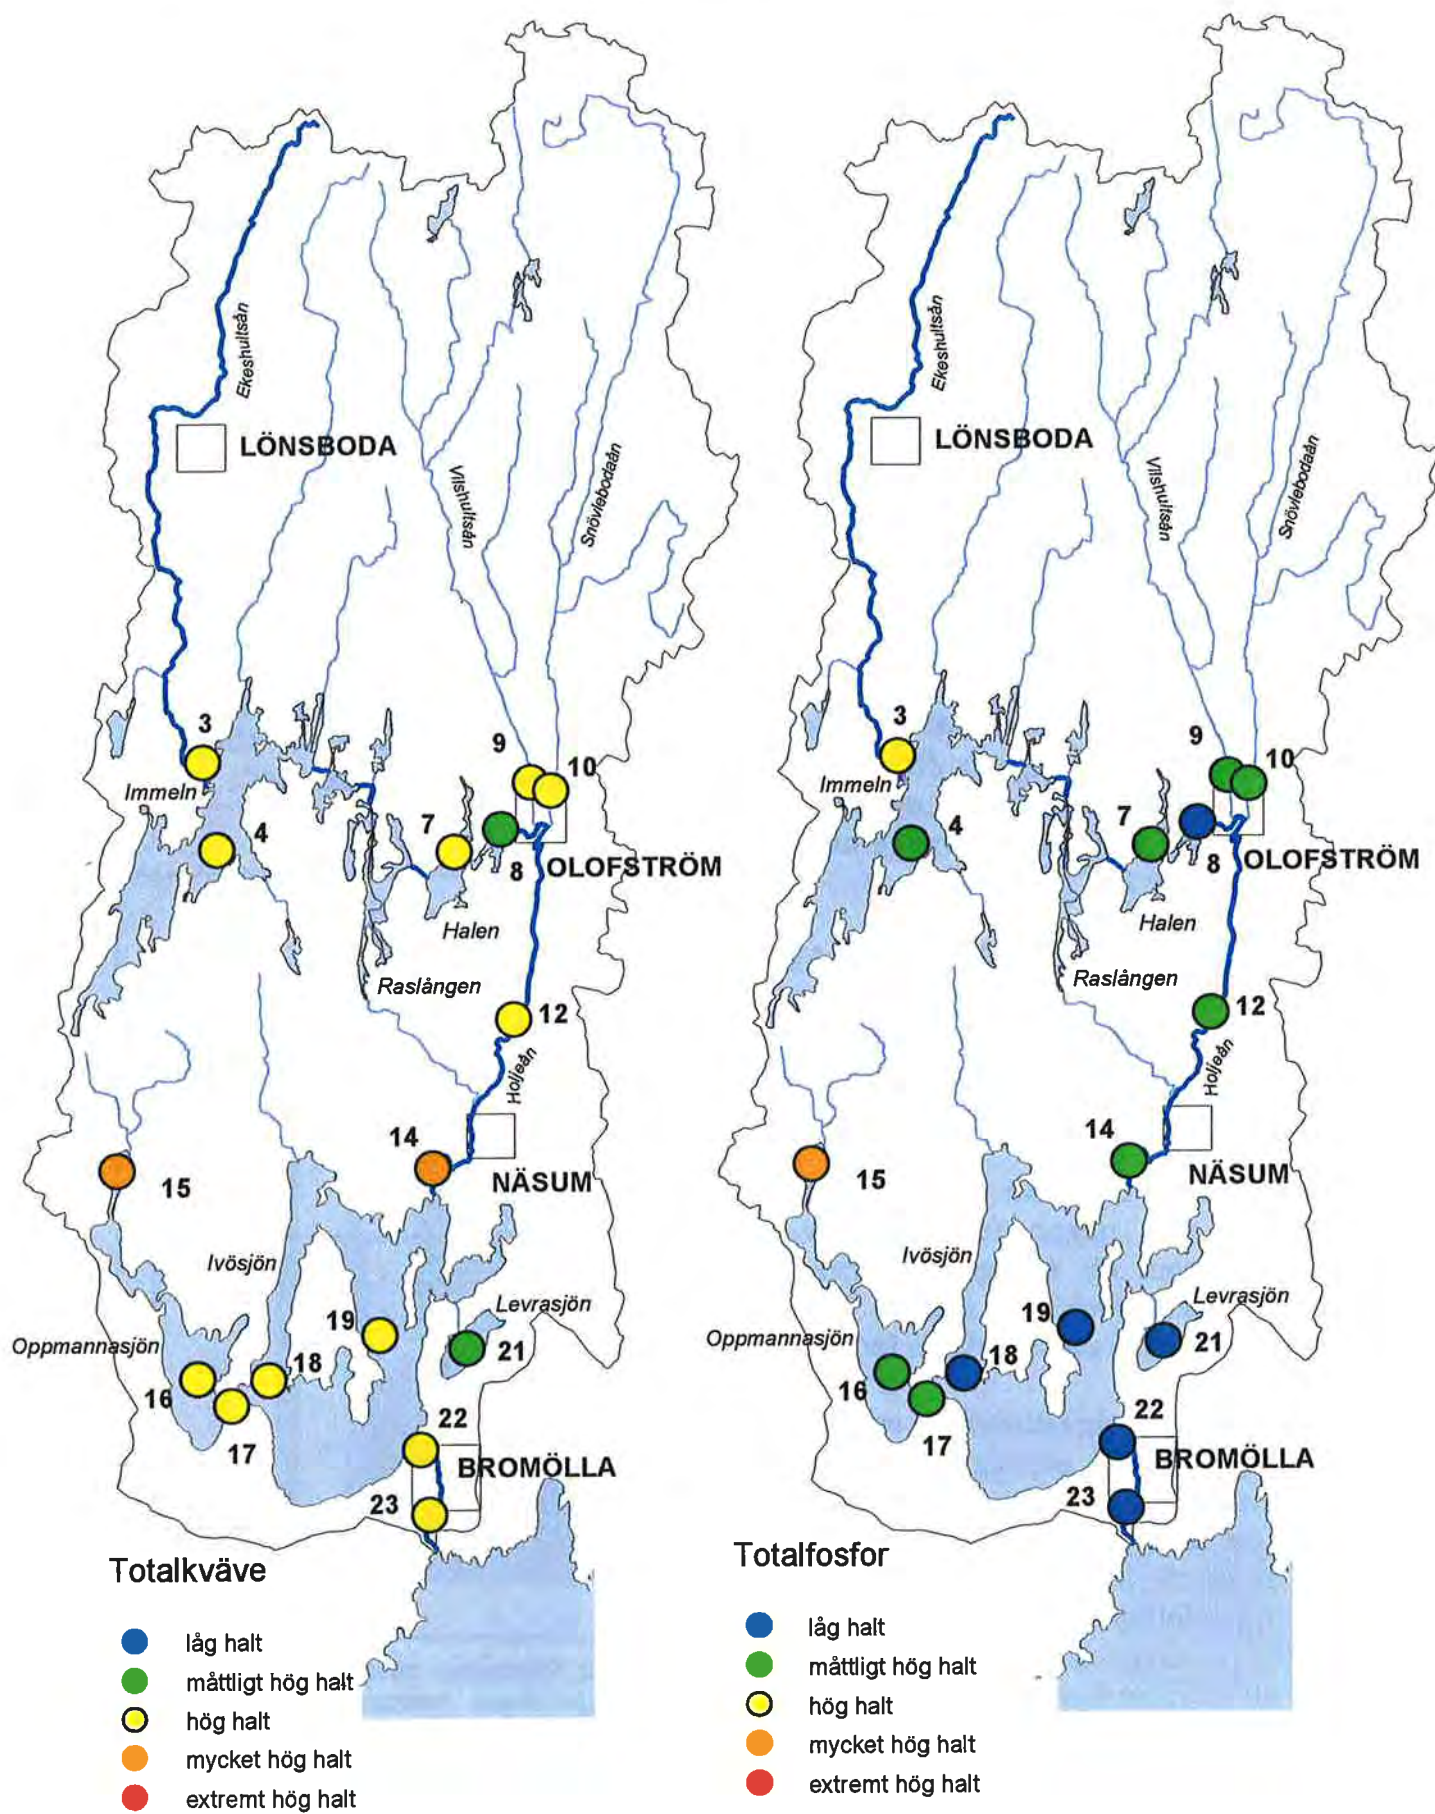 Ekeshultsån
LÖNSBODA
Vilshultsån
Snövlebodaån
3
9
10
Immeln
4
7
8
OLOFSTRÖM
Halen
Raslången
12
Holjeån
14
15
NÄSUM
Ivösjön
Levrasjön
19
Oppmannasjön
21
18
16
22
17
BROMÖLLA
23
Totalkväve
låg halt
måttligt hög halt
hög halt
mycket hög halt
extremt hög halt
Ekeshultsån
LÖNSBODA
Vilshultsån
Snövlebodaån
3
9
10
Immeln
4
7
8
OLOFSTRÖM
Halen
Raslången
12
Holjeån
14
15
NÄSUM
Ivösjön
Levrasjön
19
Oppmannasjön
21
18
16
22
17
BROMÖLLA
23
Totalfosfor
låg halt
måttligt hög halt
hög halt
mycket hög halt
extremt hög halt